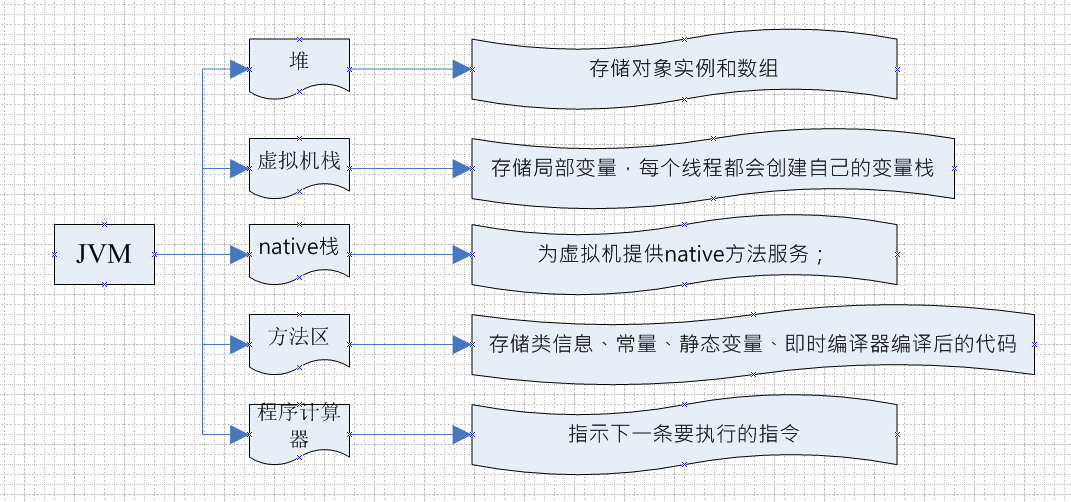 堆
存储对象实例和数组
虚拟机栈
存储局部变量，每个线程都会创建自己的变量栈
JVM
native栈
为虚拟机提供native方法服务；
方法区
存储类信息、常量、静态变量、即时编译器编译后的代码
程序计算
器
指示下一条要执行的指令